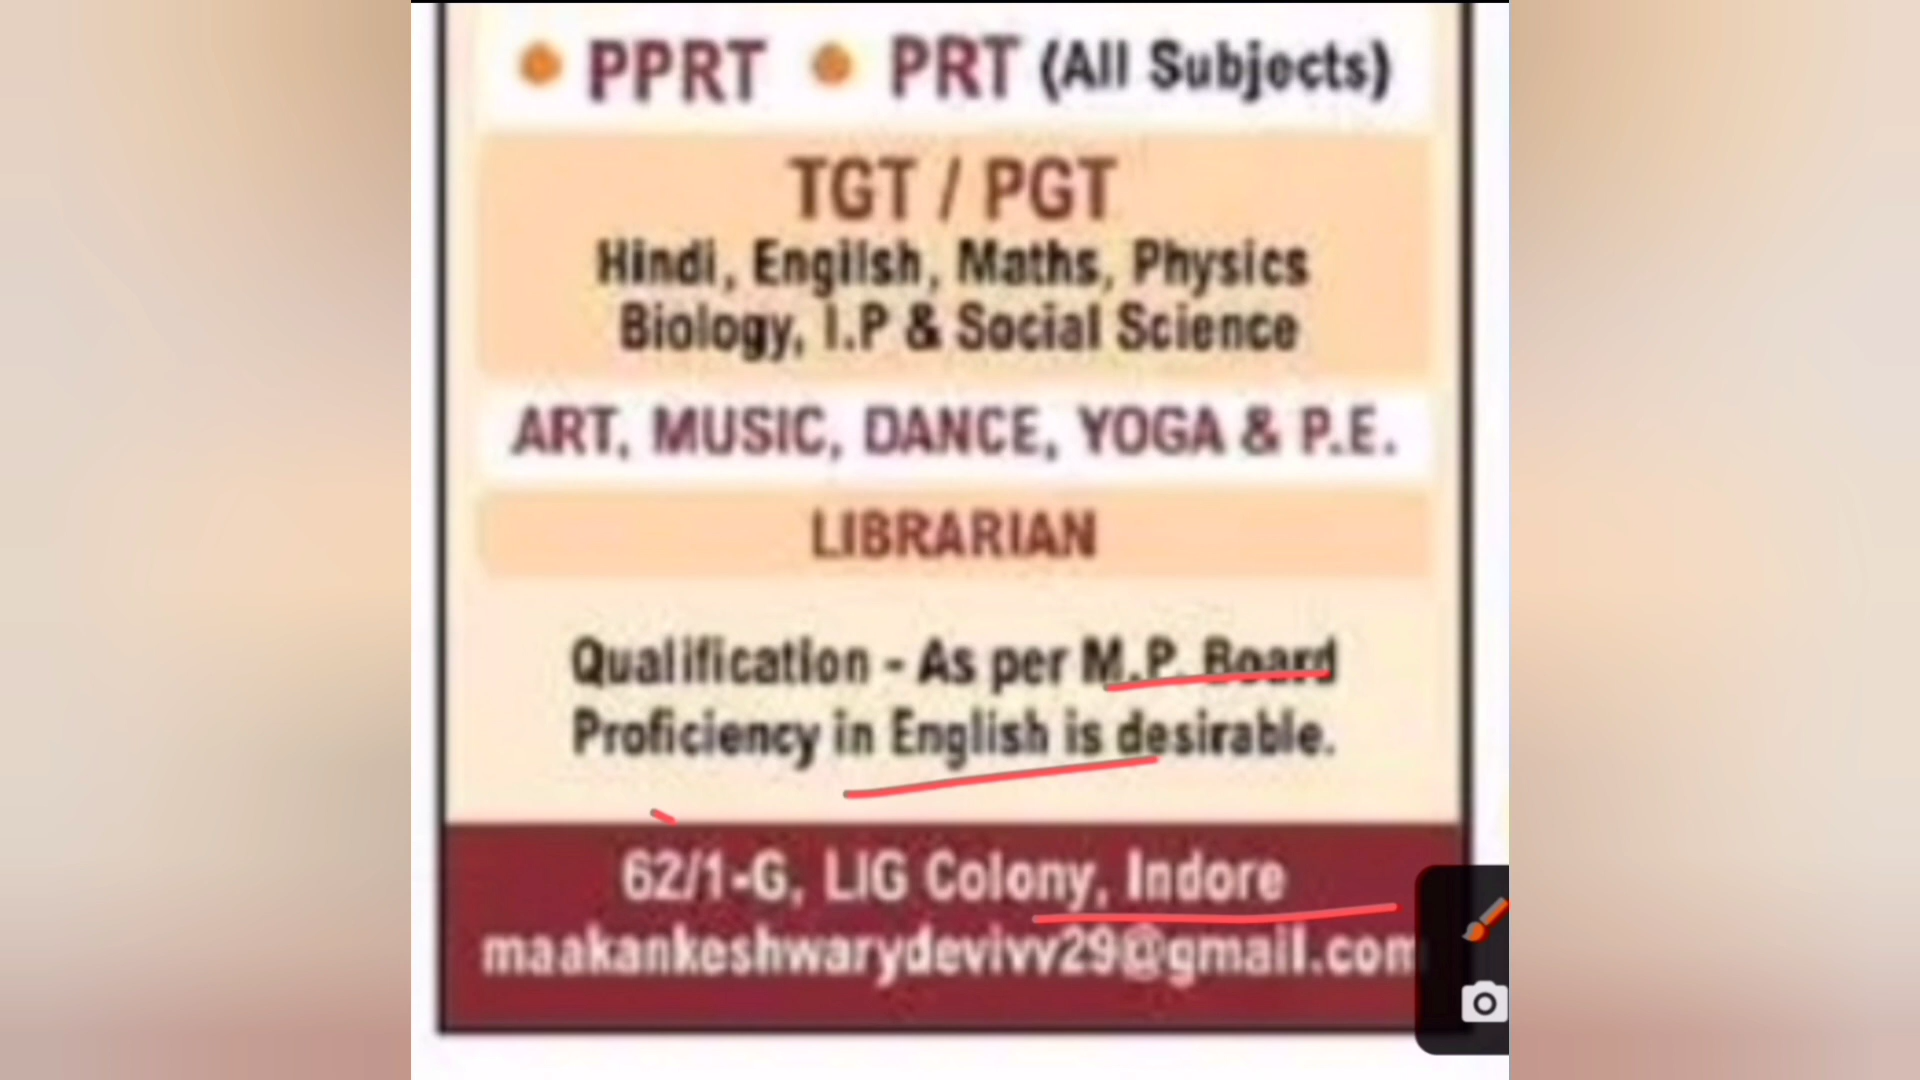 • PPRT • PRT (All Subjects)
TGT / PGT
Hindi, English, Maths, Physics
Biology, I.P & Social Science
ART, MUSIC, DANCE, YOGA & P.E.
LIBRARIAN
Qualification - As per M.P. Board
Proficiency in English is desirable.
62/1-G, LIG Colony, Indore
maakankeshwarydevivv29@gmail.com